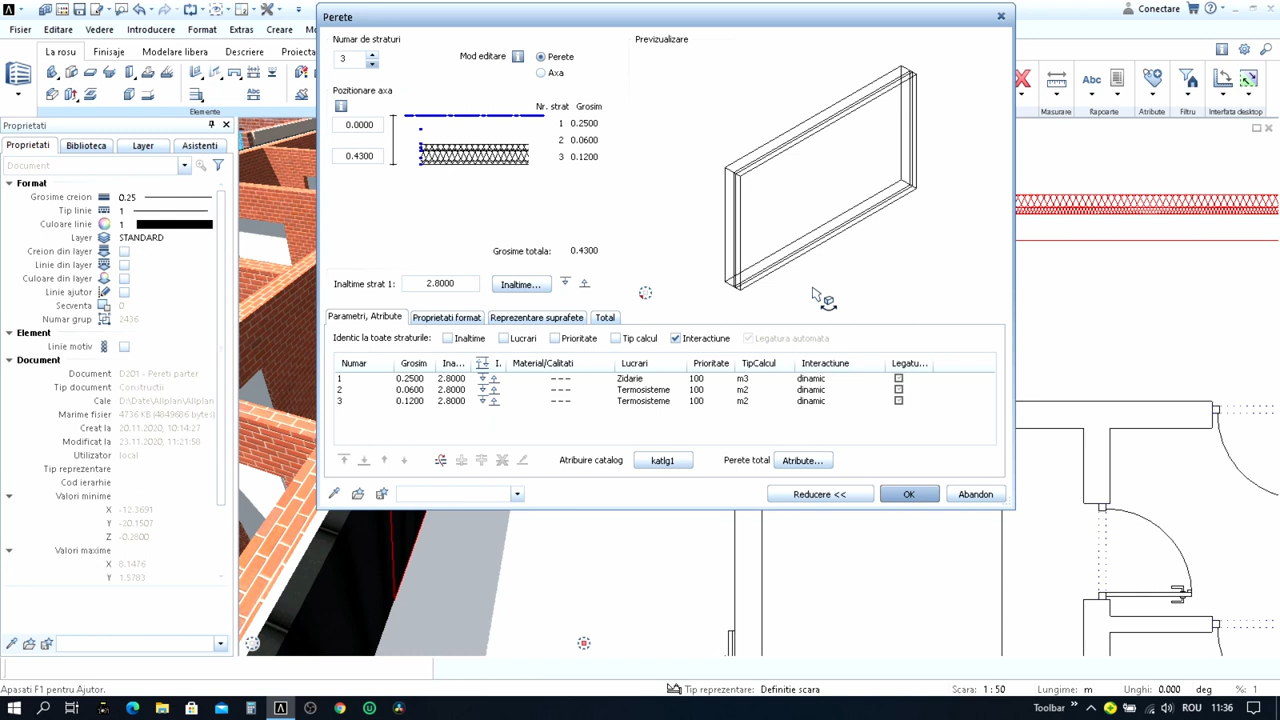 Conectare
Fisier Editare Vedere Introducere Format Extras Creare
Perete
Numar de straturi
3
Mod editare
Perete
Axa
Previzualizare
Pozitionare axa
Nr. strat Grosim
0.0000
1 0.2500
2 0.0600
0.4300
3 0.1200
Grosime totala: 0.4300
Inaltime strat 1: 2.8000 Inaltime...
Parametri, Atribute Proprietati format Reprezentare suprafete Total
Identic la toate straturile: Inaltime Lucrari Prioritate Tip calcul Interactiune Legatura automata
Numar Grosim Ina... I. Material/Calitati Lucrari Prioritate TipCalcul Interactiune Legatu...
1 0.2500 2.8000 --- Zidarie 100 m3 dinamic
2 0.0600 2.8000 --- Termosisteme 100 m2 dinamic
3 0.1200 2.8000 --- Termosisteme 100 m2 dinamic
Atribuire catalog katlg1 Perete total Atribute...
Reducere << OK Abandon
La rosu Finisaje Modelare libera Descriere Proiecta
Elemente
Abc
Masurare Rapoarte Atribute Filtru Interfata desktop
Proprietati
Proprietati Biblioteca Layer Asistenti
Document
Format
Grosime creion 0.25
Tip linie 1
Culoare linie 1
Layer STANDARD
Creion din layer
Linie din layer
Culoare din layer
Linie ajutor
Secventa 0
Numar grup 2436
Element
Linie motiv
Document
Document D201 - Pereti parter
Tip document Constructii
Cale D:\Date\Allplan\Allplan
Marime fisier 4736 KB (4849686 bytes)
Creat la 20.11.2020, 10:14:27
Modificat la 23.11.2020, 11:21:58
Utilizator local
Tip reprezentare
Cod ierarhie
Valori minime
X -12.3691
Y -20.1507
Z -0.2800
Valori maxime
X 8.1476
Y 1.5783
Apasati F1 pentru Ajutor.
Tip reprezentare: Definitie scara Scara: 1 : 50 Lungime: m Unghi: 0.000 deg %: 1
Toolbar ROU 11:36